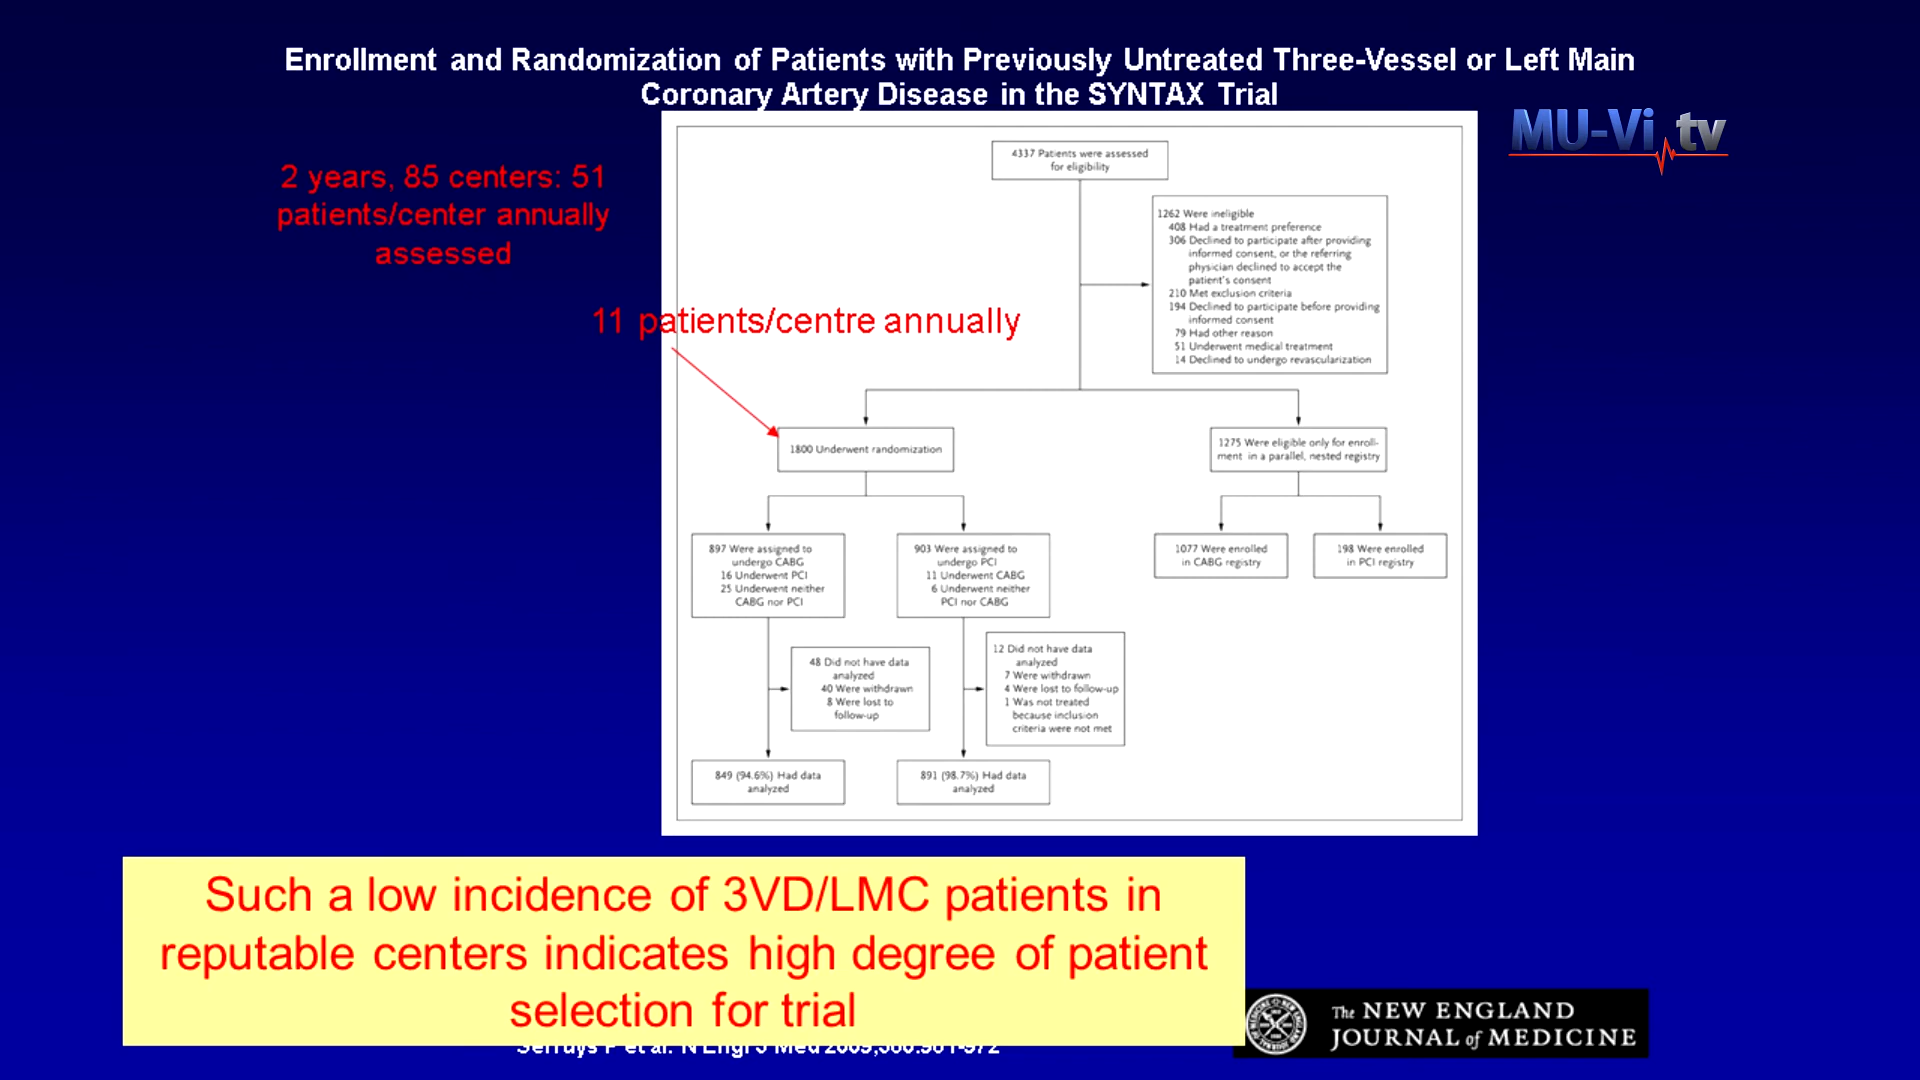 Enrollment and Randomization of Patients with Previously Untreated Three-Vessel or Left Main
Coronary Artery Disease in the SYNTAX Trial
MU-Vi tv
2 years, 85 centers: 51
patients/center annually
assessed
11 patients/centre annually
4337 Patients were assessed
for eligibility
1262 Were ineligible
408 Had a treatment preference
306 Declined to participate after providing
informed consent, or the referring
physician declined to accept the
patient's consent
210 Met exclusion criteria
194 Declined to participate before providing
informed consent
79 Had other reason
51 Underwent medical treatment
14 Declined to undergo revascularization
1800 Underwent randomization
1275 Were eligible only for enroll-
ment in a parallel, nested registry
897 Were assigned to
undergo CABG
16 Underwent PCI
25 Underwent neither
CABG nor PCI
903 Were assigned to
undergo PCI
11 Underwent CABG
6 Underwent neither
PCI nor CABG
1077 Were enrolled
in CABG registry
198 Were enrolled
in PCI registry
48 Did not have data
analyzed
40 Were withdrawn
8 Were lost to
follow-up
12 Did not have data
analyzed
7 Were withdrawn
4 Were lost to follow-up
1 Was not treated
because inclusion
criteria were not met
849 (94.6%) Had data
analyzed
891 (98.7%) Had data
analyzed
Such a low incidence of 3VD/LMC patients in
reputable centers indicates high degree of patient
selection for trial
Serruys P et al. N Engl J Med 2009;360:961-972
The NEW ENGLAND
JOURNAL of MEDICINE